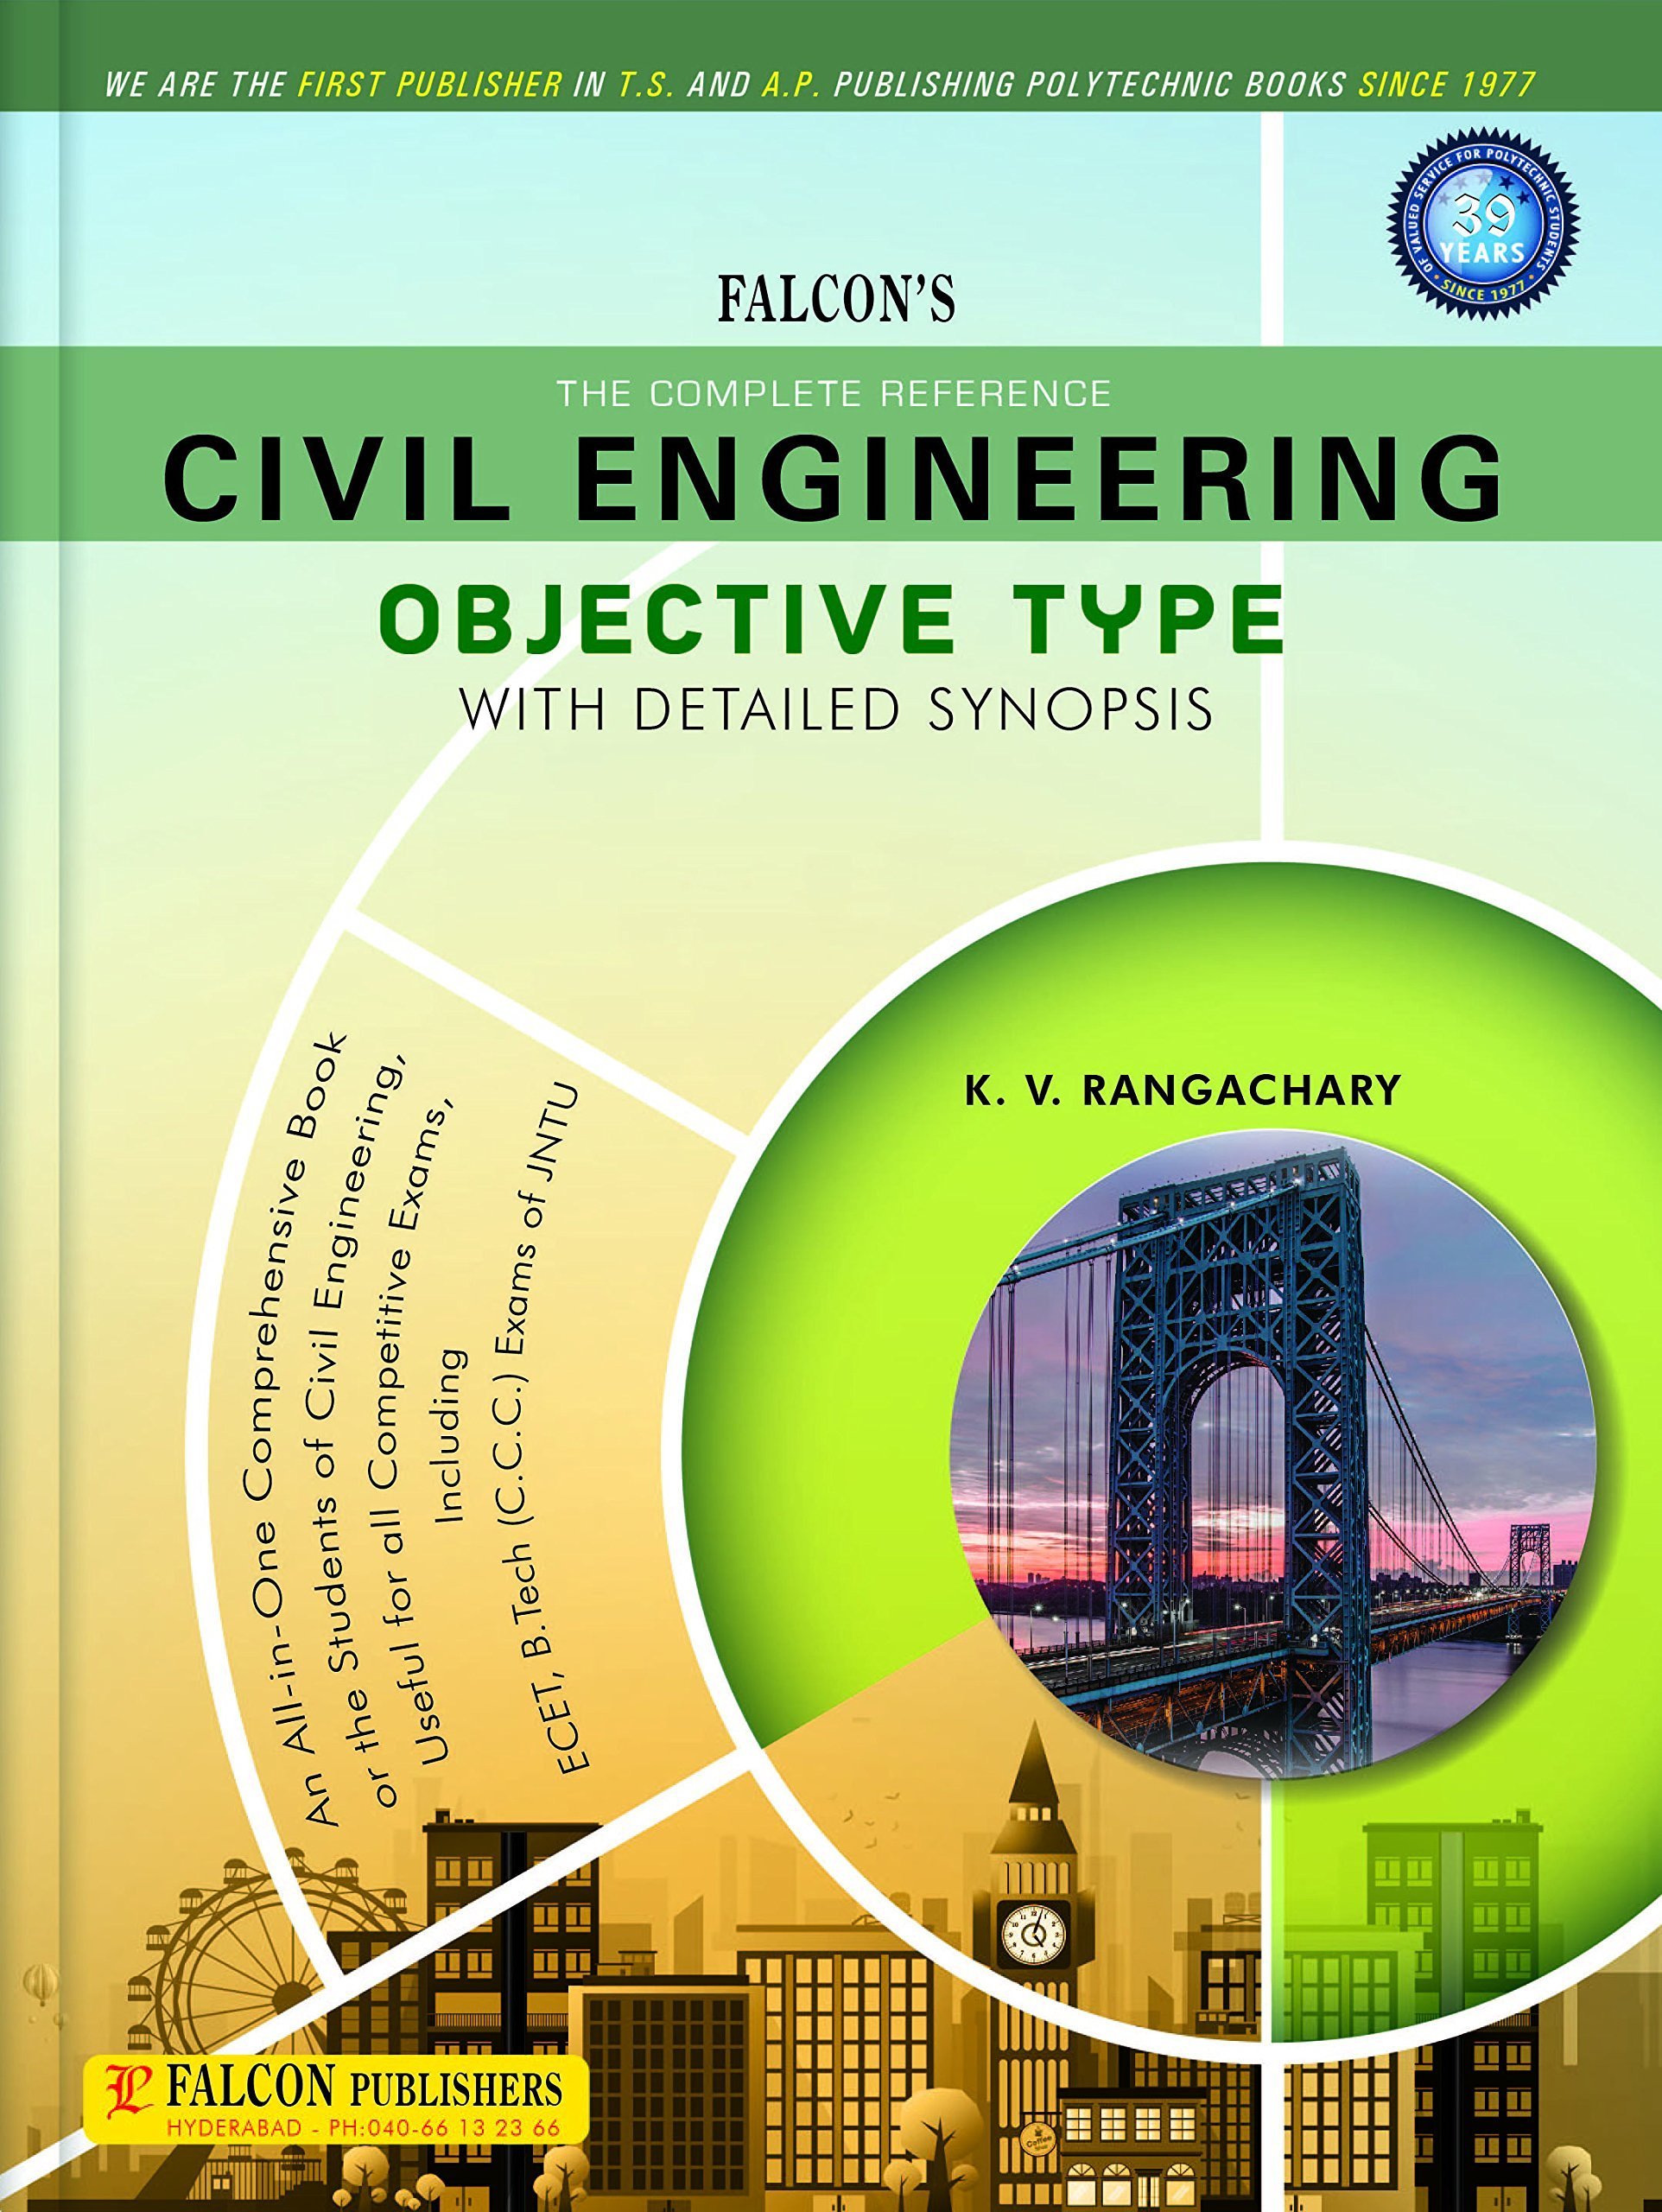 WE ARE THE FIRST PUBLISHER IN T.S. AND A.P. PUBLISHING POLYTECHNIC BOOKS SINCE 1977
OF VALUED SERVICE FOR POLYTECHNIC STUDENTS
39
YEARS
SINCE 1977
FALCON'S
THE COMPLETE REFERENCE
CIVIL ENGINEERING
OBJECTIVE TYPE
WITH DETAILED SYNOPSIS
K. V. RANGACHARY
An All-in-One Comprehensive Book
or the Students of Civil Engineering,
Useful for all Competitive Exams,
Including
ECET, B.Tech (C.C.C.) Exams of JNTU
Coffee
FALCON PUBLISHERS
HYDERABAD - PH:040-66 13 23 66